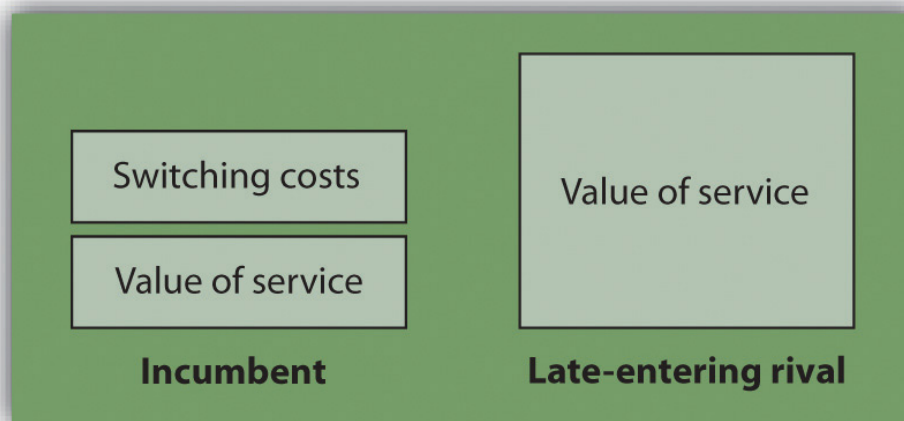 Switching costs
Value of service
Incumbent
Value of service
Late-entering rival